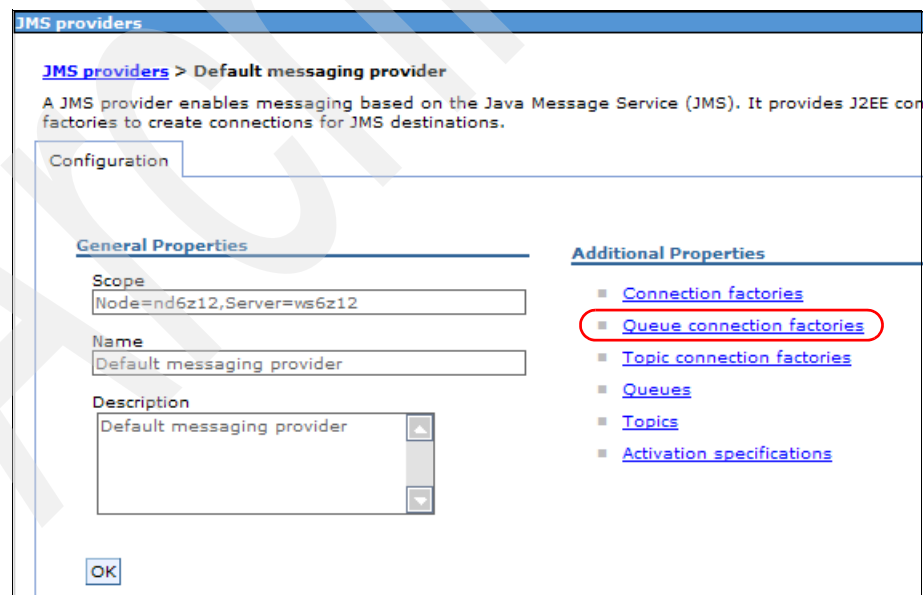 JMS providers
JMS providers > Default messaging provider
A JMS provider enables messaging based on the Java Message Service (JMS). It provides J2EE con
factories to create connections for JMS destinations.
Configuration
General Properties
Scope
Node=nd6z12,Server=ws6z12
Name
Default messaging provider
Description
Default messaging provider
OK
Additional Properties
Connection factories
Queue connection factories
Topic connection factories
Queues
Topics
Activation specifications